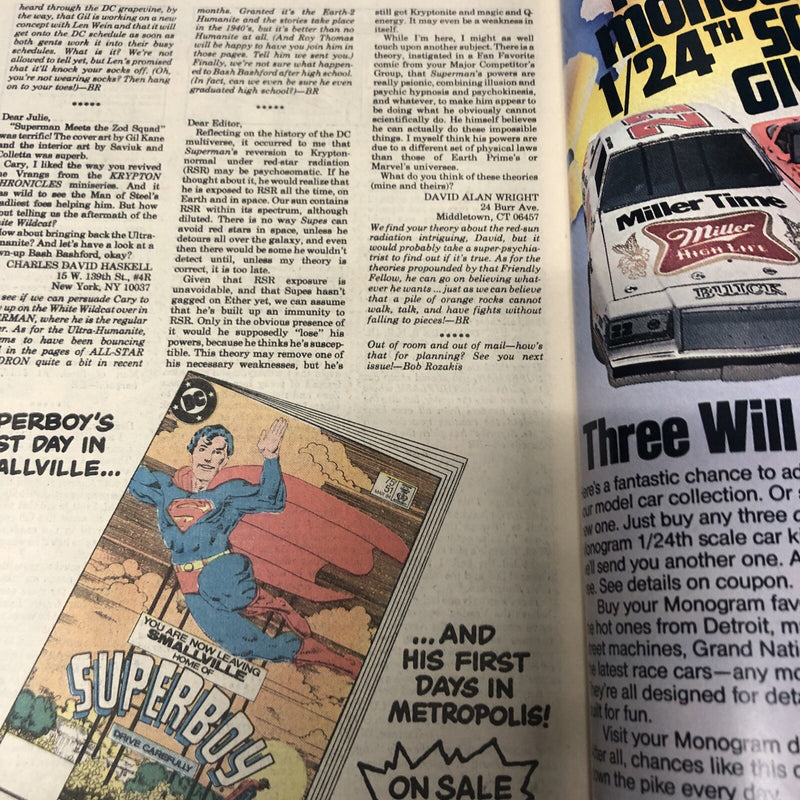 heard through the DC grapevine, by
the way, that Gil is working on a new
concept with Len Wein and that it will
get onto the DC schedule as soon as
both gents work it into their busy
schedules. What is it? We're not
allowed to tell yet, but Len's promised
that it'll knock your socks off. (Oh,
you're not wearing socks? Then hang
on to your toes!)—BR
*****
Dear Julie,
"Superman Meets the Zod Squad"
was terrific! The cover art by Gil Kane
and the interior art by Saviuk and
Colletta was superb.
Cary, I liked the way you revived
the Vrangs from the KRYPTON
CHRONICLES miniseries. And it
was wild to see the Man of Steel's
deadliest foes helping him. But how
about telling us the aftermath of the
White Wildcat?
How about bringing back the Ultra-
Humanite? And let's have a look at a
grown-up Bash Bashford, okay?
CHARLES DAVID HASKELL
15 W. 139th St., #4R
New York, NY 10037
see if we can persuade Cary to
up on the White Wildcat over in
ERMAN, where he is the regular
er. As for the Ultra-Humanite,
ms to have been bouncing
in the pages of ALL-STAR
DRON quite a bit in recent
months. Granted it's the Earth-2
Humanite and the stories take place
in the 1940's, but it's better than no
Humanite at all. (And Roy Thomas
will be happy to have you join him in
those pages. Tell him we sent you.)
Finally, we're not sure what happen-
ed to Bash Bashford after high school.
(In fact, can we even be sure he even
graduated high school?)—BR
*****
Dear Editor,
Reflecting on the history of the DC
multiverse, it occurred to me that
Superman's reversion to Krypton-
normal under red-star radiation
(RSR) may be psychosomatic. If he
thought about it, he would realize that
he is exposed to RSR all the time, on
Earth and in space. Our sun contains
RSR within its spectrum, although
diluted. There is no way Supes can
avoid red stars in space, unless he
detours all over the galaxy, and even
then there would be some he wouldn't
detect until, unless my theory is
correct, it is too late.
Given that RSR exposure is
unavoidable, and that Supes hasn't
gagged on Ether yet, we can assume
that he's built up an immunity to
RSR. Only in the obvious presence of
it would he supposedly "lose" his
powers, because he thinks he's suscep-
tible. This theory may remove one of
his necessary weaknesses, but he's
still got Kryptonite and magic and Q-
energy. It may even be a weakness in
itself.
While I'm here, I might as well
touch upon another subject. There is a
theory, instigated in a Fan Favorite
comic from your Major Competitor's
Group, that Superman's powers are
really psionic, combining illusion and
psychic hypnosis and psychokinesis,
and whatever, to make him appear to
be doing what he obviously cannot
scientifically do. He himself believes
he can actually do these impossible
things. I myself think his powers are
due to a different set of physical laws
than those of Earth Prime's or
Marvel's universes.
What do you think of these theories
(mine and theirs)?
DAVID ALAN WRIGHT
24 Burr Ave.
Middletown, CT 06457
We find your theory about the red-sun
radiation intriguing, David, but it
would probably take a super-psychia-
trist to find out if it's true. As for the
theories propounded by that Friendly
Fellow, he can go on believing what-
ever he wants ... just as we can believe
that a pile of orange rocks cannot
walk, talk, and have fights without
falling to pieces!—BR
*****
Out of room and out of mail—how's
that for planning? See you next
issue!—Bob Rozakis
PERBOY'S
ST DAY IN
ALLVILLE...
DC
75¢
51
YOU ARE NOW LEAVING
SMALLVILLE
HOME OF
SUPERBOY
DRIVE CAREFULLY
...AND
HIS FIRST
DAYS IN
METROPOLIS!
ON SALE
1/24TH
Miller Time
Miller
HIGH LIFE
BUICK
22
Three Will
ere's a fantastic chance to ad
ur model car collection. Or
ew one. Just buy any three
onogram 1/24th scale car k
e'll send you another one. A
ee. See details on coupon.
Buy your Monogram fav
he hot ones from Detroit, m
reet machines, Grand Nati
he latest race cars—any mo
hey're all designed for deta
uilt for fun.
Visit your Monogram d
fter all, chances like this
own the pike every day.